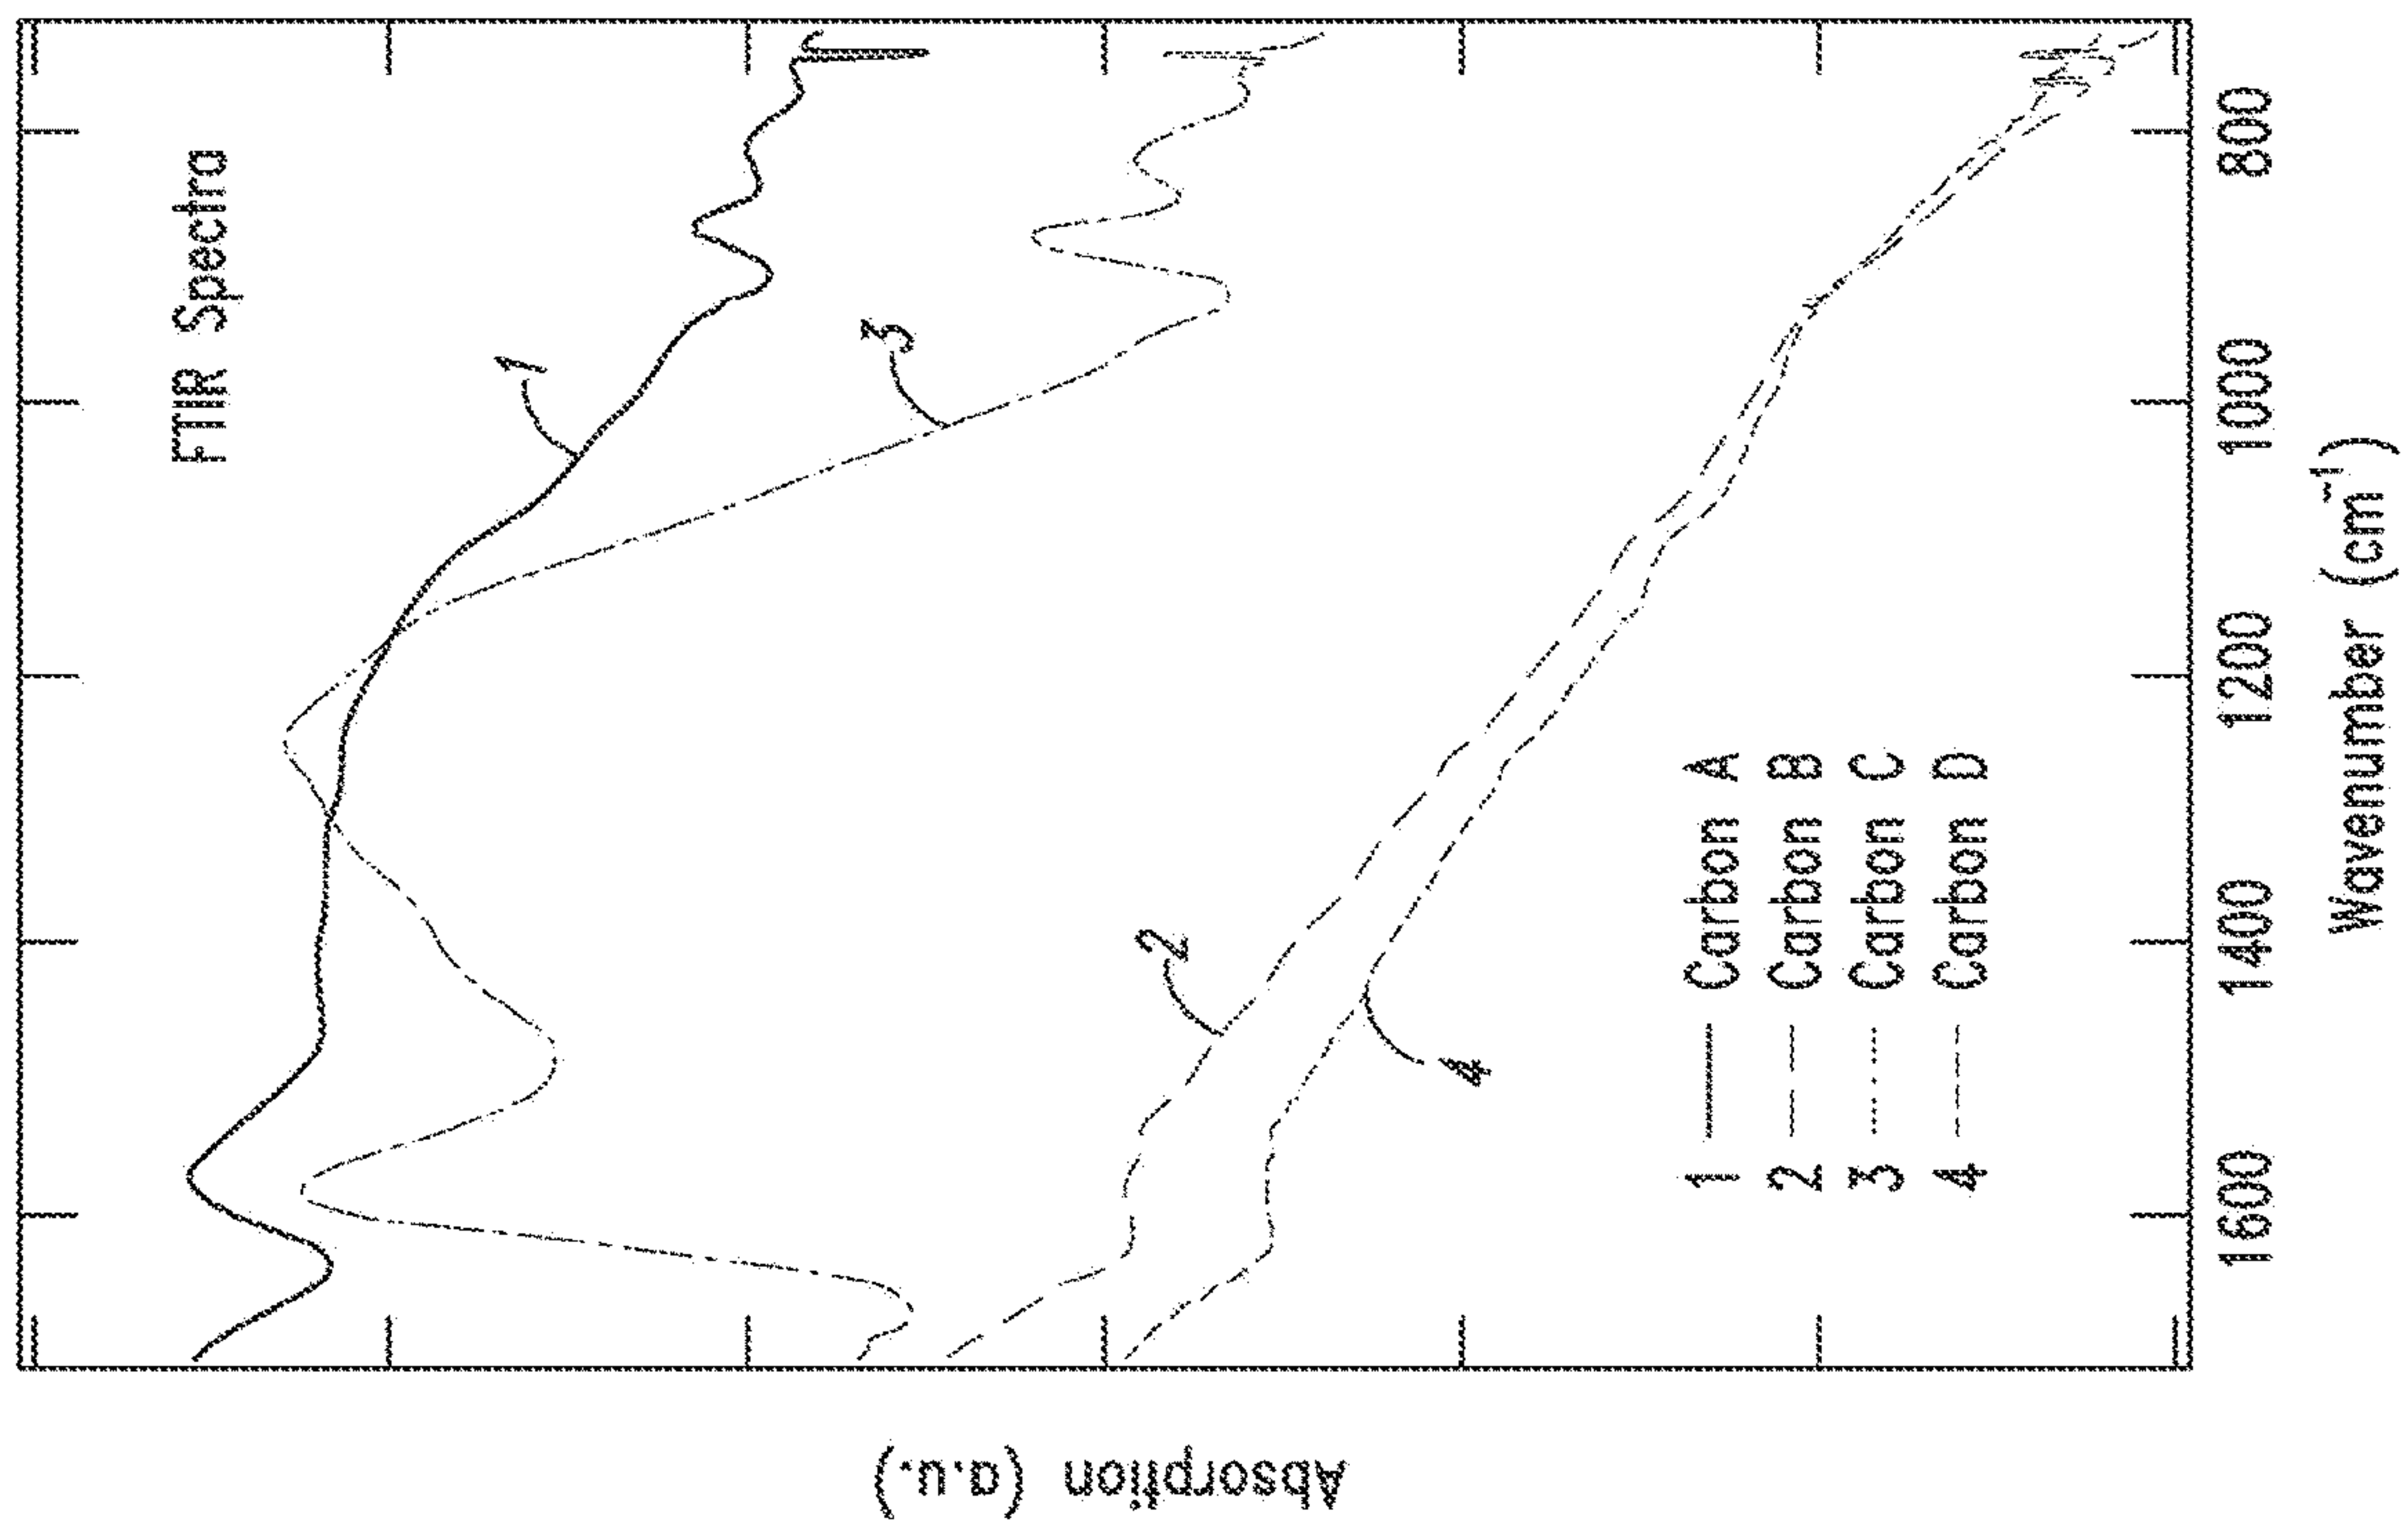 FTIR Spectra
1
3
2
4
1 Carbon A
2 Carbon B
3 Carbon C
4 Carbon D
Absorption (a.u.)
1600 1400 1200 1000 800
Wavenumber (cm⁻¹)